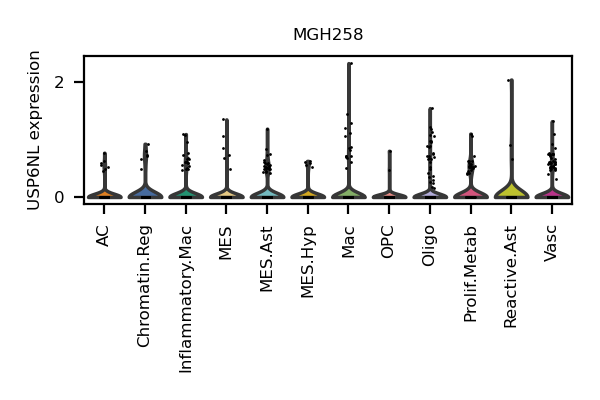 MGH258
USP6NL expression
2
0
AC
Chromatin.Reg
Inflammatory.Mac
MES
MES.Ast
MES.Hyp
Mac
OPC
Oligo
Prolif.Metab
Reactive.Ast
Vasc